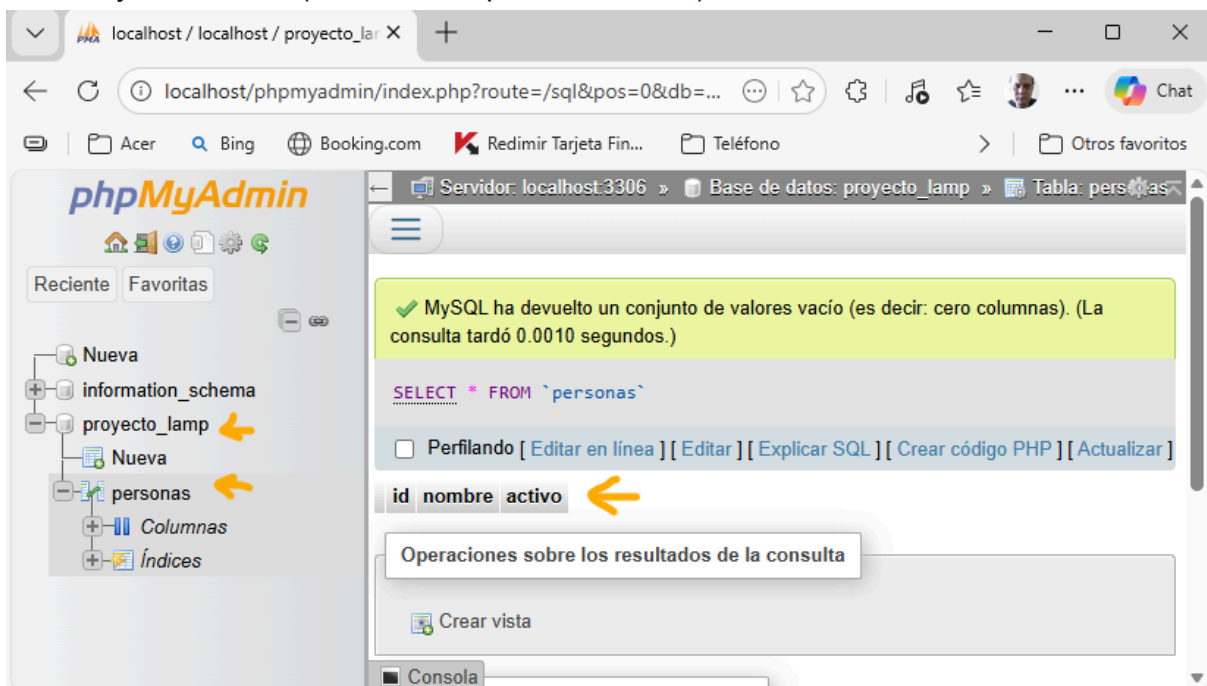 localhost / localhost / proyecto_lar
localhost/phpmyadmin/index.php?route=/sql&pos=0&db=...
Chat
Acer
Bing
Booking.com
Redimir Tarjeta Fin...
Teléfono
Otros favoritos
phpMyAdmin
Reciente Favoritas
Nueva
information_schema
proyecto_lamp
Nueva
personas
Columnas
Índices
Servidor: localhost:3306 » Base de datos: proyecto_lamp » Tabla: personas
MySQL ha devuelto un conjunto de valores vacío (es decir: cero columnas). (La
consulta tardó 0.0010 segundos.)
SELECT * FROM `personas`
Perfilando [ Editar en línea ] [ Editar ] [ Explicar SQL ] [ Crear código PHP ] [ Actualizar ]
id nombre activo
Operaciones sobre los resultados de la consulta
Crear vista
Consola